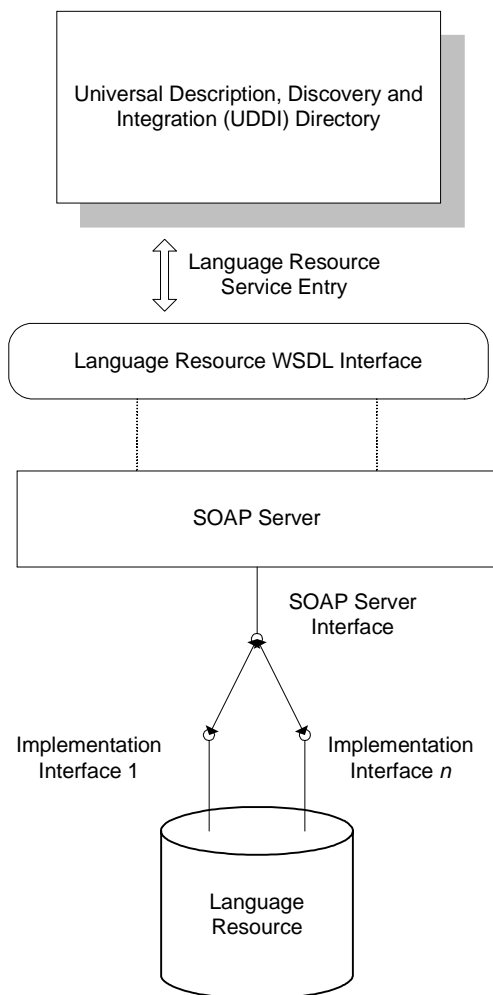 Universal Description, Discovery and
Integration (UDDI) Directory
Language Resource
Service Entry
Language Resource WSDL Interface
SOAP Server
SOAP Server
Interface
Implementation
Interface 1
Implementation
Interface n
Language
Resource